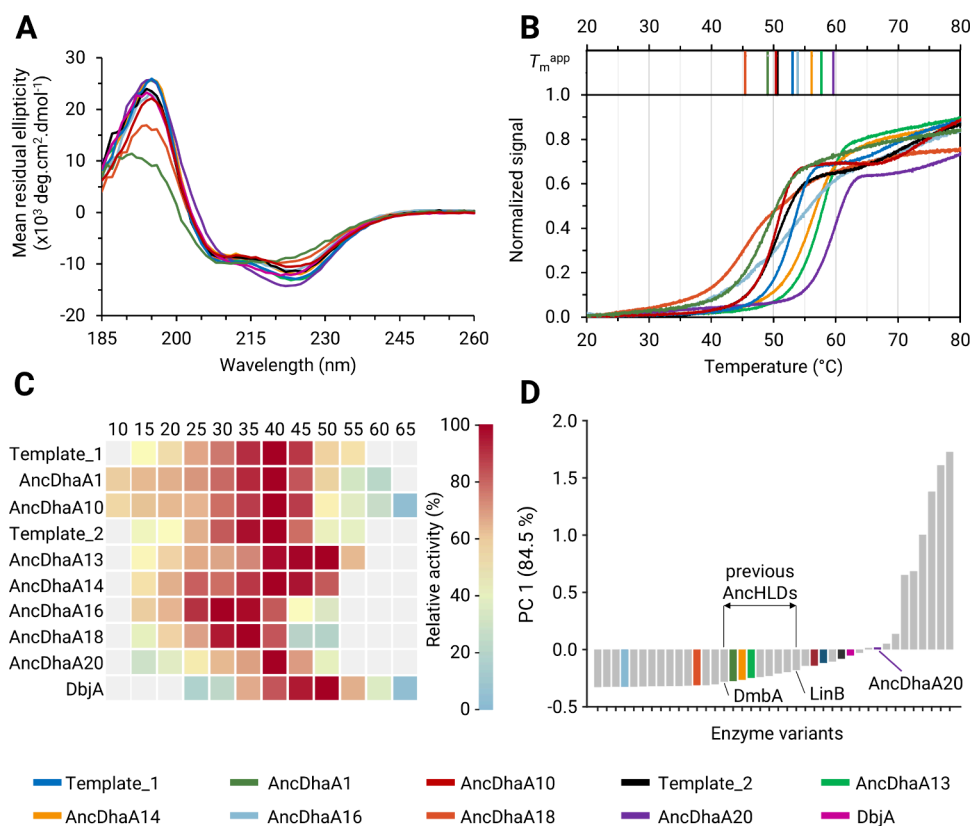 A
Mean residual ellipticity
(x10³ deg.cm².dmol⁻¹)
30
20
10
0
-10
-20
185 200 215 230 245 260
Wavelength (nm)
B
20 30 40 50 60 70 80
Tₘᵃᵖᵖ
Normalized signal
1.0
0.8
0.6
0.4
0.2
0.0
20 30 40 50 60 70 80
Temperature (°C)
C
10 15 20 25 30 35 40 45 50 55 60 65
Template_1
AncDhaA1
AncDhaA10
Template_2
AncDhaA13
AncDhaA14
AncDhaA16
AncDhaA18
AncDhaA20
DbjA
Relative activity (%)
100
80
60
40
20
0
D
PC 1 (84.5 %)
2.0
1.5
1.0
0.5
-0.0
-0.5
previous
AncHLDs
DmbA
LinB
AncDhaA20
Enzyme variants
Template_1 AncDhaA1 AncDhaA10 Template_2 AncDhaA13
AncDhaA14 AncDhaA16 AncDhaA18 AncDhaA20 DbjA